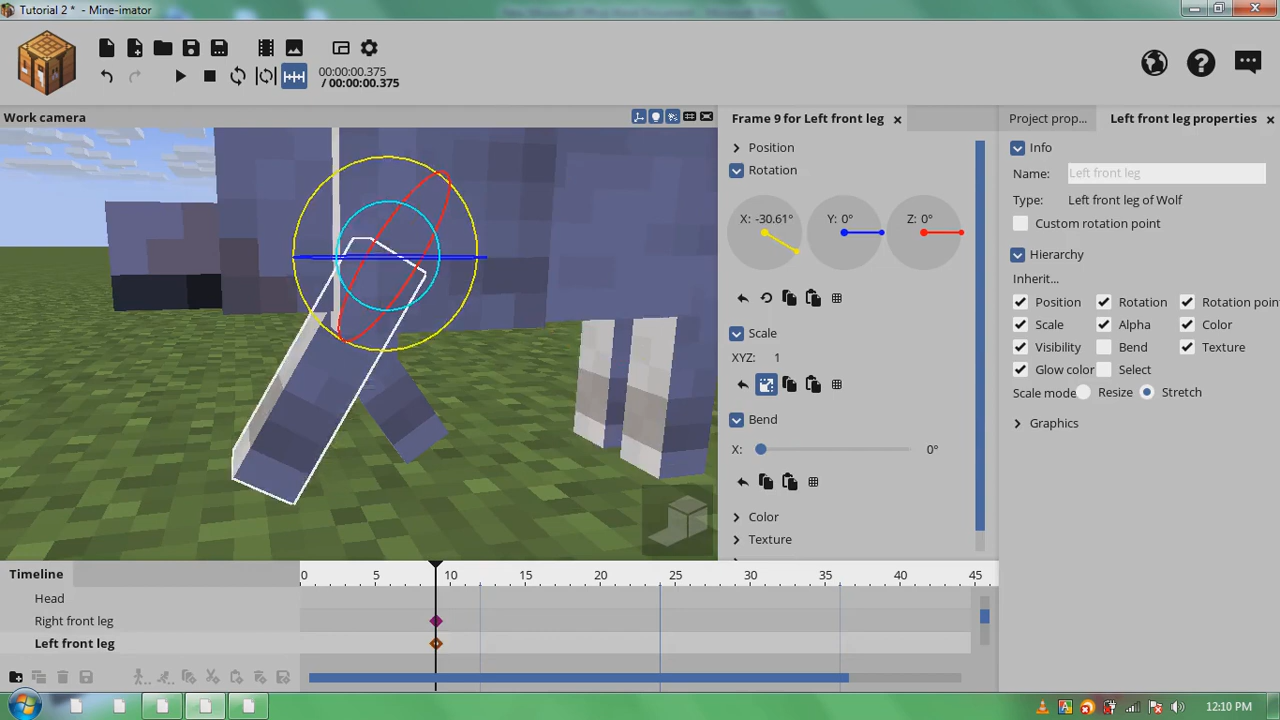 Tutorial 2 * - Mine-imator
00:00:00.375
/ 00:00:00.375
Work camera
Frame 9 for Left front leg
Position
Rotation
X: -30.61° Y: 0° Z: 0°
Scale
XYZ: 1
Bend
X: 0°
Color
Texture
Project prop...
Left front leg properties
Info
Name: Left front leg
Type: Left front leg of Wolf
Custom rotation point
Hierarchy
Inherit...
Position Rotation Rotation poin
Scale Alpha Color
Visibility Bend Texture
Glow color Select
Scale mode Resize Stretch
Graphics
Timeline
0 5 10 15 20 25 30 35 40 45
Head
Right front leg
Left front leg
12:10 PM